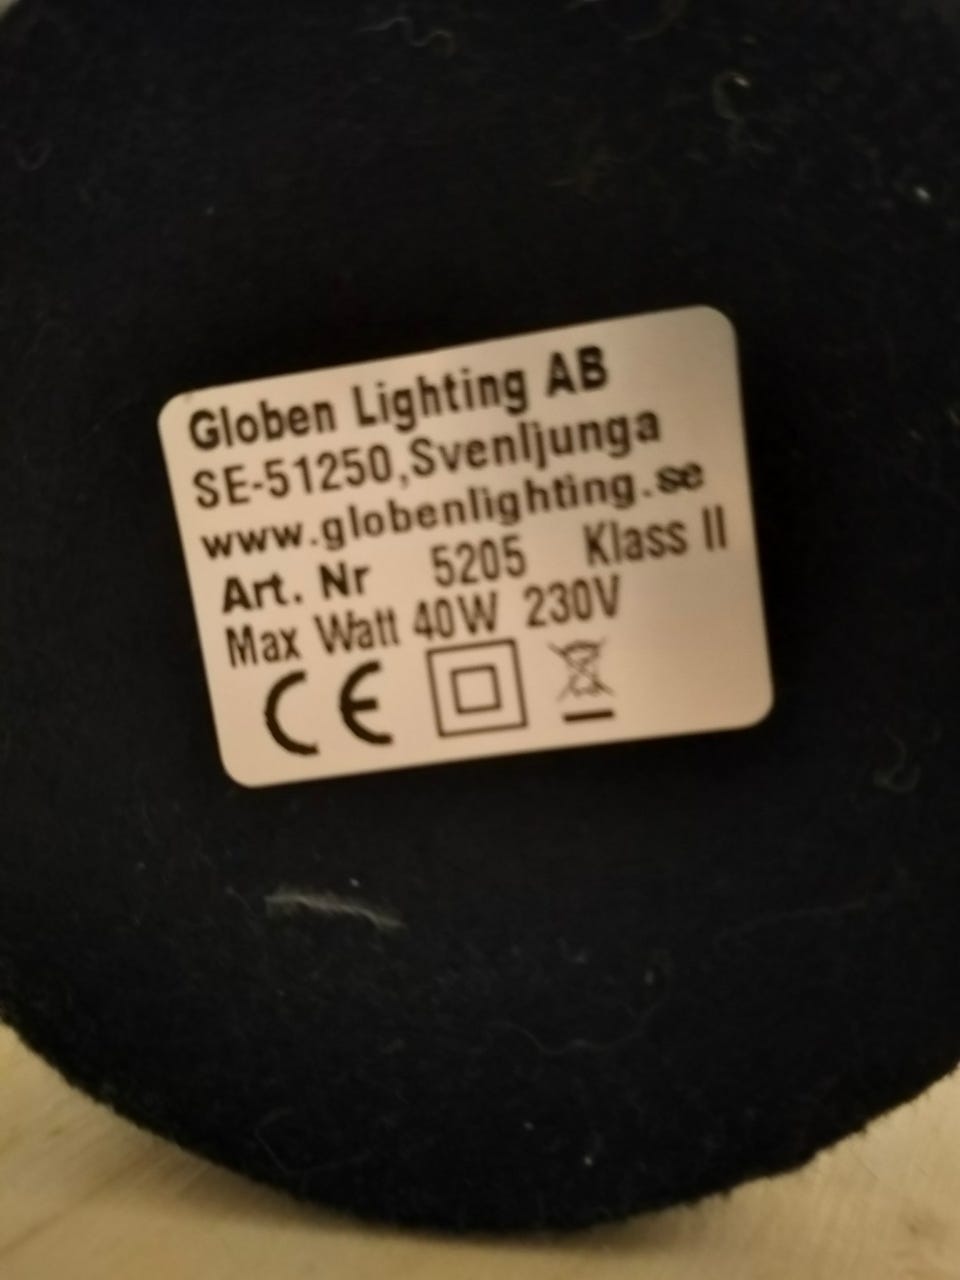 Globen Lighting AB
SE-51250,Svenljunga
www.globenlighting.se
Art. Nr 5205 Klass II
Max Watt 40W 230V
CE